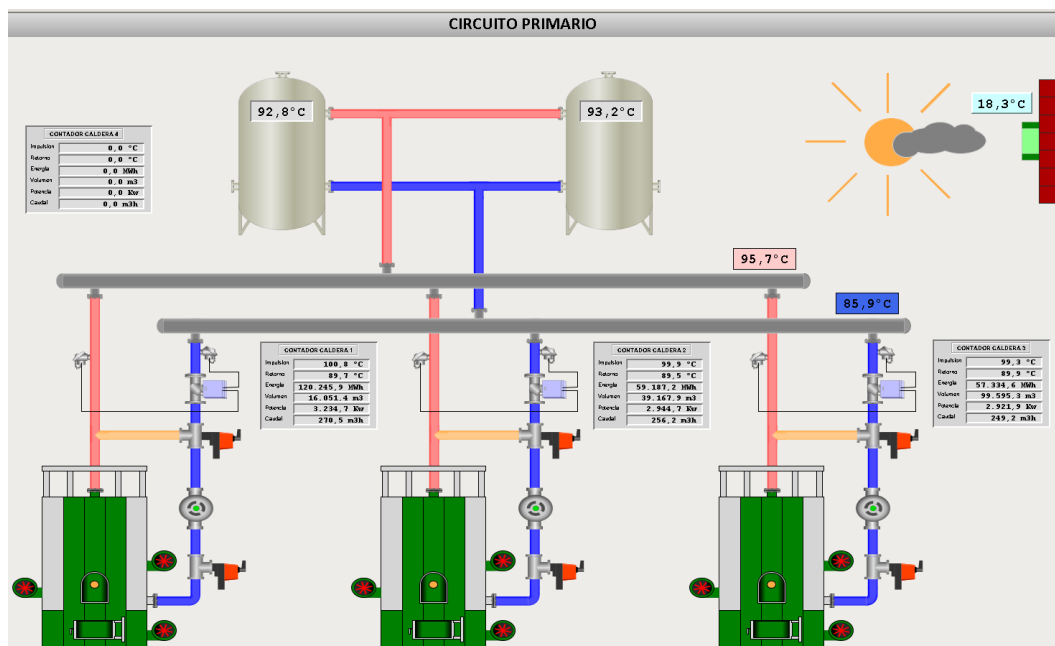 CIRCUITO PRIMARIO
92,8°C
93,2°C
18,3°C
CONTADOR CALDERA 4
Impulsion 0,0 °C
Retorno 0,0 °C
Energía 0,0 MWh
Volumen 0,0 m3
Potencia 0,0 Kw
Caudal 0,0 m3h
95,7°C
85,9°C
CONTADOR CALDERA 1
Impulsion 100,8 °C
Retorno 89,7 °C
Energía 120.245,9 MWh
Volumen 16.051,4 m3
Potencia 3.234,7 Kw
Caudal 270,5 m3h
CONTADOR CALDERA 2
Impulsion 99,9 °C
Retorno 89,5 °C
Energía 59.187,2 MWh
Volumen 39.167,9 m3
Potencia 2.944,7 Kw
Caudal 256,2 m3h
CONTADOR CALDERA 3
Impulsion 99,3 °C
Retorno 89,9 °C
Energía 57.334,6 MWh
Volumen 99.595,3 m3
Potencia 2.921,9 Kw
Caudal 249,2 m3h